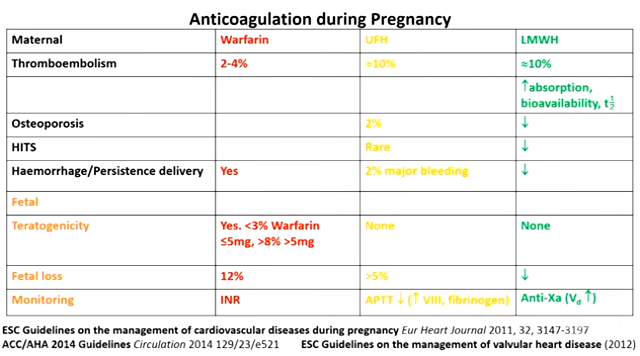 Anticoagulation during Pregnancy
Maternal Warfarin UFH LMWH
Thromboembolism 2-4% ≈10% ≈10%
↑absorption,
bioavailability, t½
Osteoporosis 2% ↓
HITS Rare ↓
Haemorrhage/Persistence delivery Yes 2% major bleeding ↓
Fetal
Teratogenicity Yes. <3% Warfarin None None
≤5mg, >8% >5mg
Fetal loss 12% >5% ↓
Monitoring INR APTT ↓ (↑ VIII, fibrinogen) Anti-Xa (Vd ↑)
ESC Guidelines on the management of cardiovascular diseases during pregnancy Eur Heart Journal 2011, 32, 3147-3197
ACC/AHA 2014 Guidelines Circulation 2014 129/23/e521 ESC Guidelines on the management of valvular heart disease (2012)